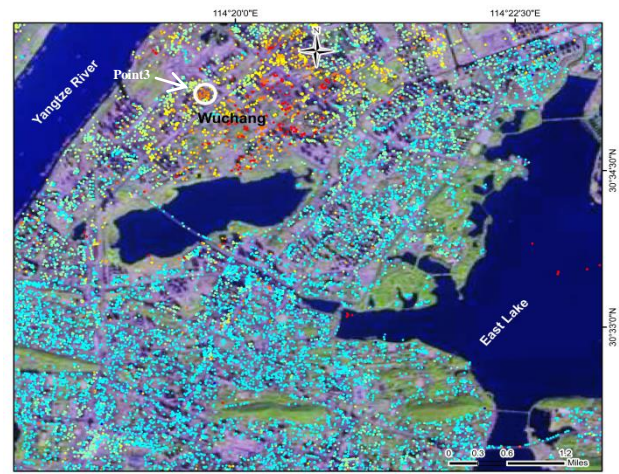 114°20'0"E
114°22'30"E
N
Point3
Yangtze River
Wuchang
30°34'30"N
30°33'0"N
East Lake
0 0.3 0.6 1.2
Miles